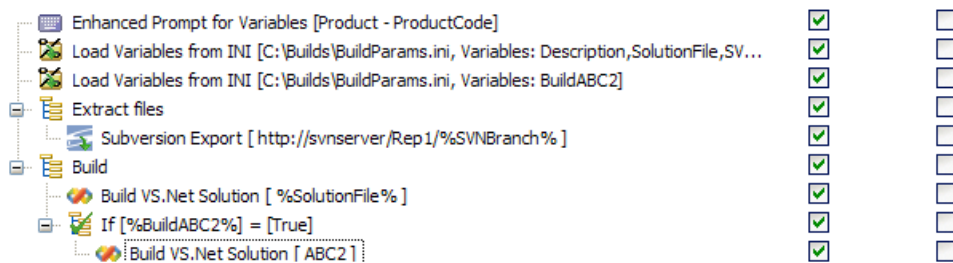 Enhanced Prompt for Variables [Product - ProductCode]
Load Variables from INI [C:\Builds\BuildParams.ini, Variables: Description,SolutionFile,SV...
Load Variables from INI [C:\Builds\BuildParams.ini, Variables: BuildABC2]
Extract files
Subversion Export [ http://svnserver/Rep1/%SVNBranch% ]
Build
Build VS.Net Solution [ %SolutionFile% ]
If [%BuildABC2%] = [True]
Build VS.Net Solution [ ABC2 ]